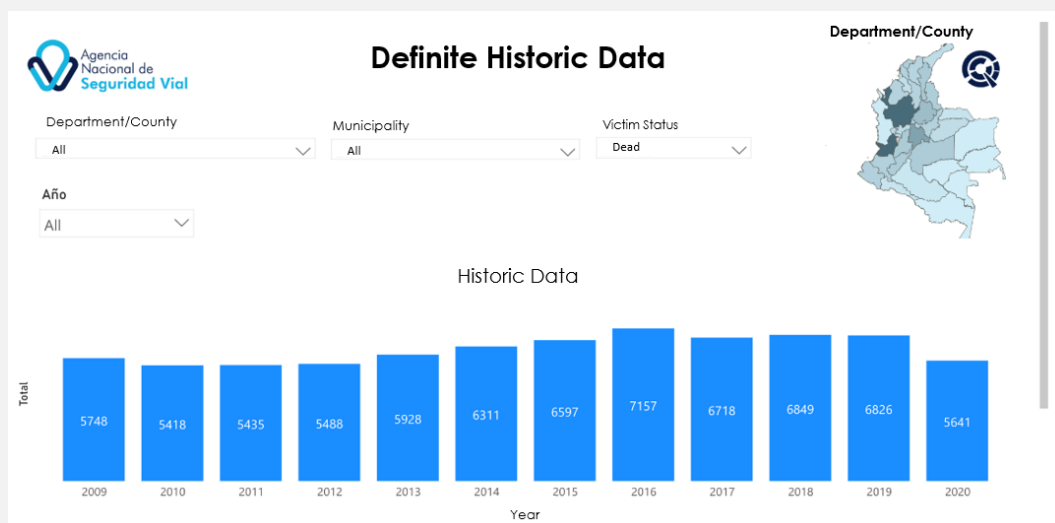 Agencia
Nacional de
Seguridad Vial
Definite Historic Data
Department/County
Department/County
All
Municipality
All
Victim Status
Dead
Año
All
Historic Data
Total
5748
5418
5435
5488
5928
6311
6597
7157
6718
6849
6826
5641
2009
2010
2011
2012
2013
2014
2015
2016
2017
2018
2019
2020
Year